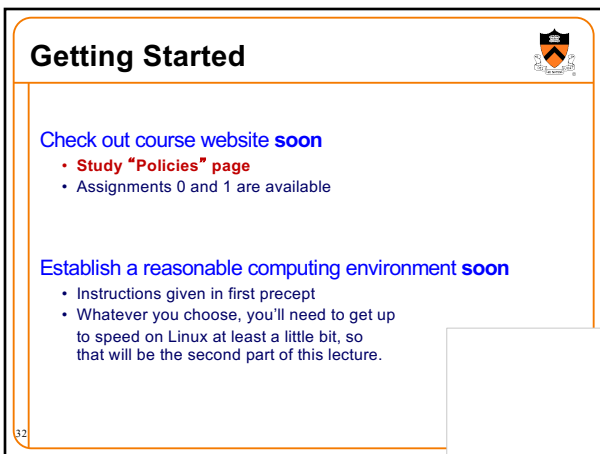 Getting Started
Check out course website soon
• Study “Policies” page
• Assignments 0 and 1 are available
Establish a reasonable computing environment soon
• Instructions given in first precept
• Whatever you choose, you’ll need to get up
to speed on Linux at least a little bit, so
that will be the second part of this lecture.
32